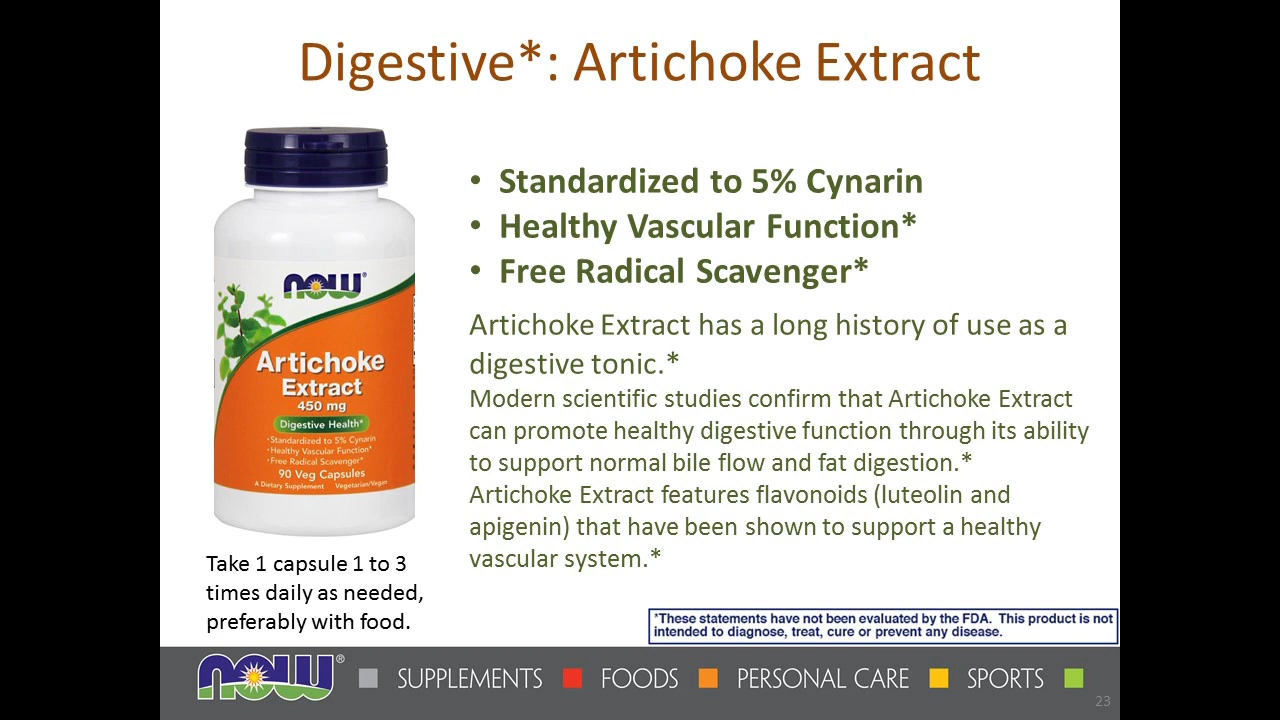 Digestive*: Artichoke Extract
• Standardized to 5% Cynarin
• Healthy Vascular Function*
• Free Radical Scavenger*
Artichoke Extract has a long history of use as a
digestive tonic.*
Modern scientific studies confirm that Artichoke Extract
can promote healthy digestive function through its ability
to support normal bile flow and fat digestion.*
Artichoke Extract features flavonoids (luteolin and
apigenin) that have been shown to support a healthy
vascular system.*
NOW®
Artichoke
Extract
450 mg
Digestive Health*
• Standardized to 5% Cynarin
• Healthy Vascular Function*
• Free Radical Scavenger*
90 Veg Capsules
A Dietary Supplement Vegetarian/Vegan
Take 1 capsule 1 to 3
times daily as needed,
preferably with food.
*These statements have not been evaluated by the FDA. This product is not
intended to diagnose, treat, cure or prevent any disease.
NOW® SUPPLEMENTS FOODS PERSONAL CARE SPORTS
23